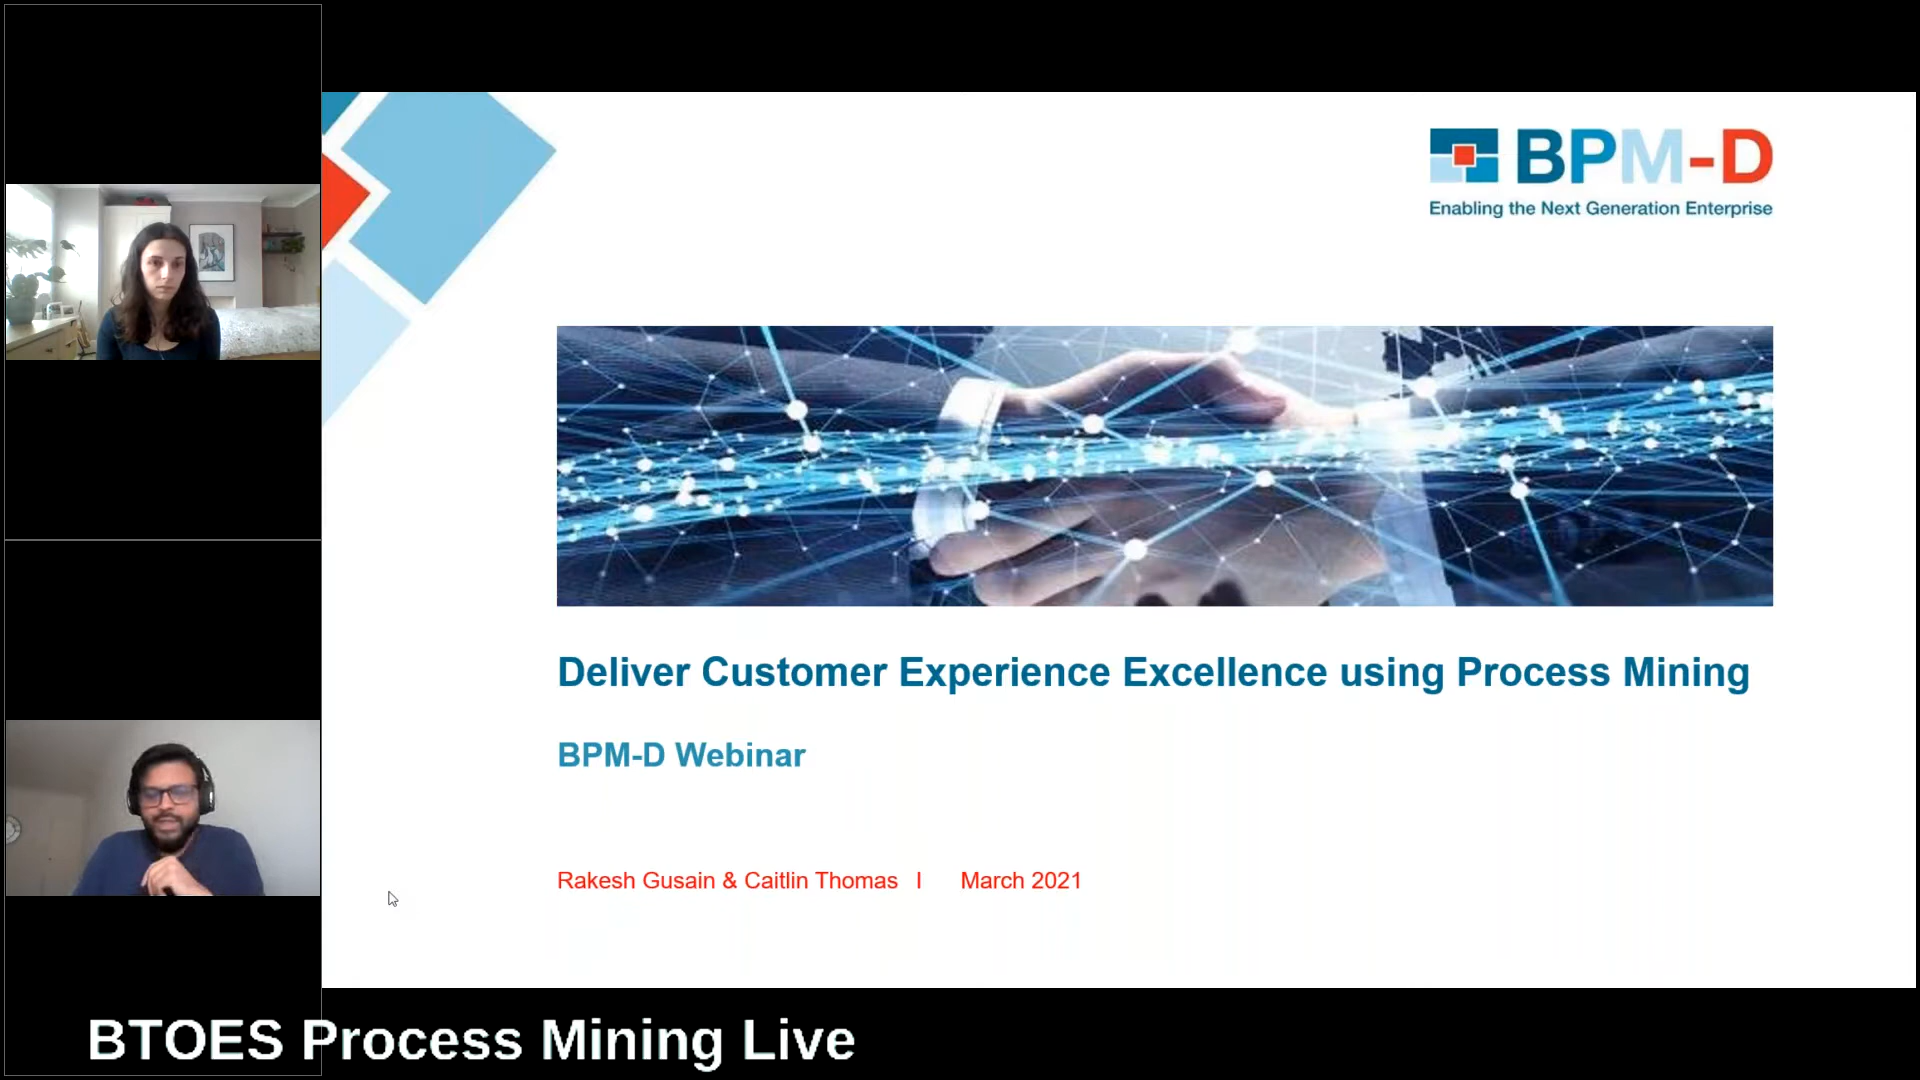 BPM-D
Enabling the Next Generation Enterprise
Deliver Customer Experience Excellence using Process Mining
BPM-D Webinar
Rakesh Gusain & Caitlin Thomas I March 2021
BTOES Process Mining Live